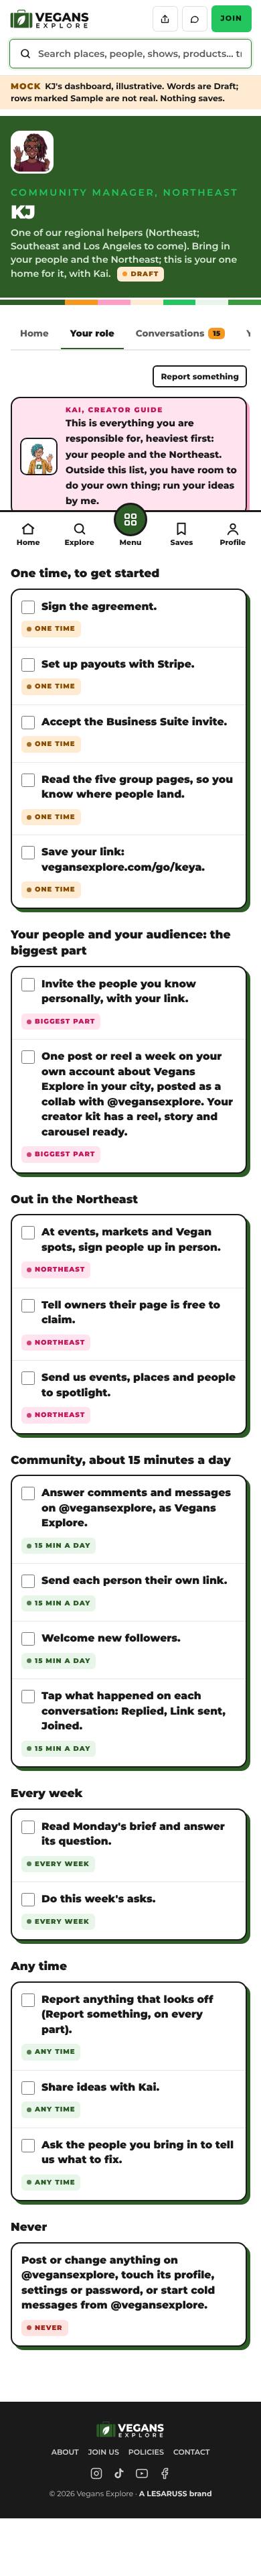 VEGANS
EXPLORE
JOIN
Search places, people, shows, products... tr
MOCK KJ's dashboard, illustrative. Words are Draft;
rows marked Sample are not real. Nothing saves.
COMMUNITY MANAGER, NORTHEAST
KJ
One of our regional helpers (Northeast;
Southeast and Los Angeles to come). Bring in
your people and the Northeast; this is your new
home for it, with Kai. DRAFT
Home Your role Conversations 15
Report something
KAI, CREATOR GUIDE
This is everything you are
responsible for, heaviest first:
your people and the Northeast.
Outside this list, you have room to
do your own thing; run your ideas
by me.
Home Explore Menu Saves Profile
One time, to get started
Sign the agreement.
ONE TIME
Set up payouts with Stripe.
ONE TIME
Accept the Business Suite invite.
ONE TIME
Read the five group pages, so you
know where people land.
ONE TIME
Save your link:
vegansexplore.com/go/keya.
ONE TIME
Your people and your audience: the
biggest part
Invite the people you know
personally, with your link.
BIGGEST PART
One post or reel a week on your
own account about Vegans
Explore in your city, posted as a
collab with @vegansexplore. Your
creator kit has a reel, story and
carousel ready.
BIGGEST PART
Out in the Northeast
At events, markets and Vegan
spots, sign people up in person.
NORTHEAST
Tell owners their page is free to
claim.
NORTHEAST
Send us events, places and people
to spotlight.
NORTHEAST
Community, about 15 minutes a day
Answer comments and messages
on @vegansexplore, as Vegans
Explore.
15 MIN A DAY
Send each person their own link.
15 MIN A DAY
Welcome new followers.
15 MIN A DAY
Tap what happened on each
conversation: Replied, Link sent,
Joined.
15 MIN A DAY
Every week
Read Monday's brief and answer
its question.
EVERY WEEK
Do this week's asks.
EVERY WEEK
Any time
Report anything that looks off
(Report something, on every
part).
ANY TIME
Share ideas with Kai.
ANY TIME
Ask the people you bring in to tell
us what to fix.
ANY TIME
Never
Post or change anything on
@vegansexplore, touch its profile,
settings or password, or start cold
messages from @vegansexplore.
NEVER
VEGANS
EXPLORE
ABOUT JOIN US POLICIES CONTACT
© 2026 Vegans Explore · A LESARUSS brand